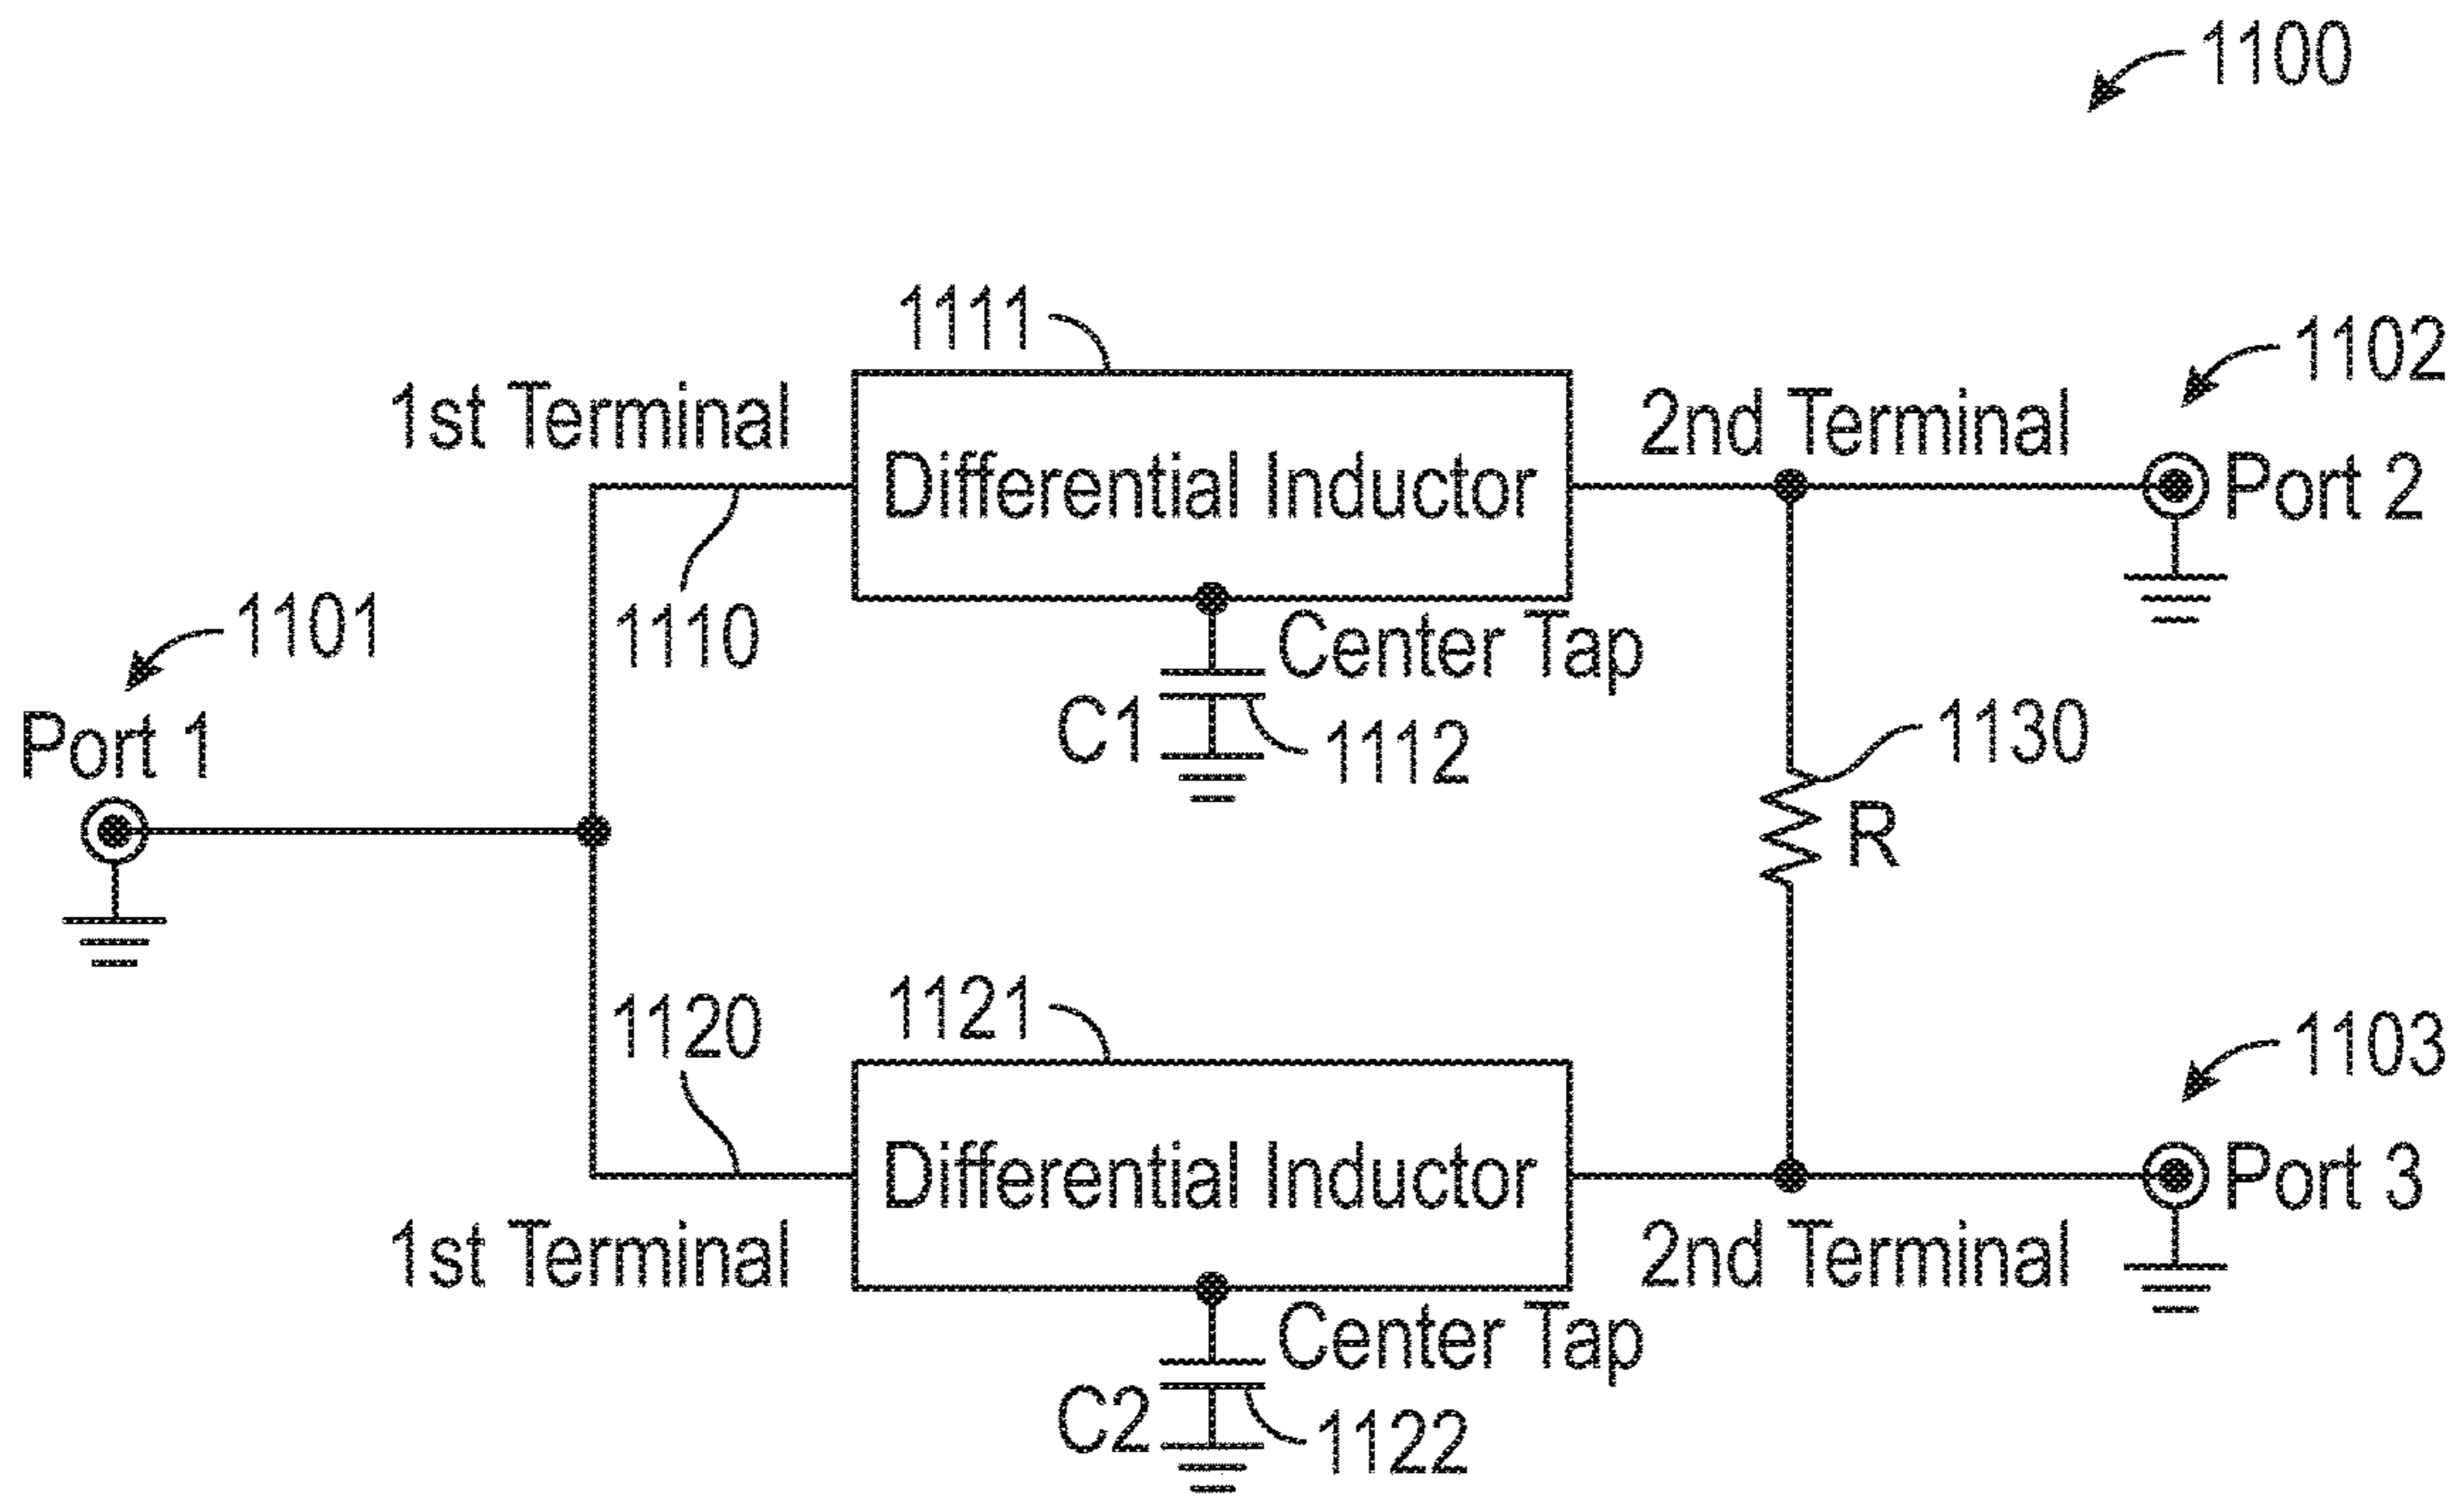 1100
1111
1102
1st Terminal
2nd Terminal
Differential Inductor
Port 2
1101
1110
Center Tap
Port 1
C1
1112
1130
R
1120
1121
1103
Differential Inductor
Port 3
1st Terminal
2nd Terminal
Center Tap
C2
1122